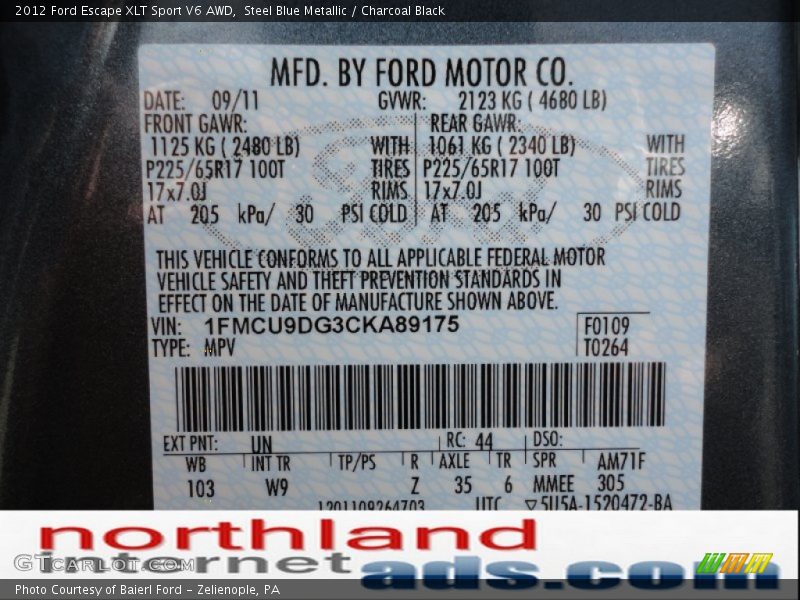 2012 Ford Escape XLT Sport V6 AWD, Steel Blue Metallic / Charcoal Black
MFD. BY FORD MOTOR CO.
DATE: 09/11 GVWR: 2123 KG ( 4680 LB)
FRONT GAWR: REAR GAWR:
1125 KG ( 2480 LB) WITH 1061 KG ( 2340 LB) WITH
P225/65R17 100T TIRES P225/65R17 100T TIRES
17x7.0J RIMS 17x7.0J RIMS
AT 205 kPa/ 30 PSI COLD AT 205 kPa/ 30 PSI COLD
THIS VEHICLE CONFORMS TO ALL APPLICABLE FEDERAL MOTOR
VEHICLE SAFETY AND THEFT PREVENTION STANDARDS IN
EFFECT ON THE DATE OF MANUFACTURE SHOWN ABOVE.
VIN: 1FMCU9DG3CKA89175 F0109
TYPE: MPV T0264
EXT PNT: UN RC: 44 DSO:
WB INT TR TP/PS R AXLE TR SPR AM71F
103 W9 Z 35 6 MMEE 305
1201109264703 UTC ▽5U5A-1520472-BA
northland
internet
ads.com
GTCarLot.com
gtcarlot.com
Photo Courtesy of Baierl Ford – Zelienople, PA